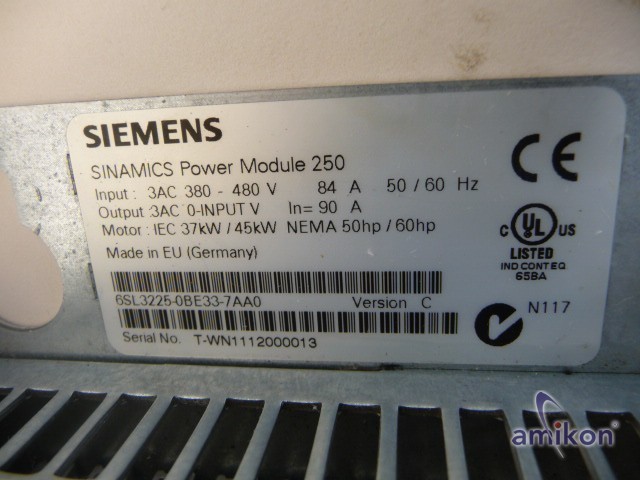 SIEMENS
SINAMICS Power Module 250
Input : 3AC 380 - 480 V 84 A 50 / 60 Hz
Output :3AC 0-INPUT V In= 90 A
Motor : IEC 37kW / 45kW NEMA 50hp / 60hp
Made in EU (Germany)
6SL3225-0BE33-7AA0 Version C
Serial No. T-WN1112000013
CE
C UL US
LISTED
IND CONT EQ
65BA
N117
amikon